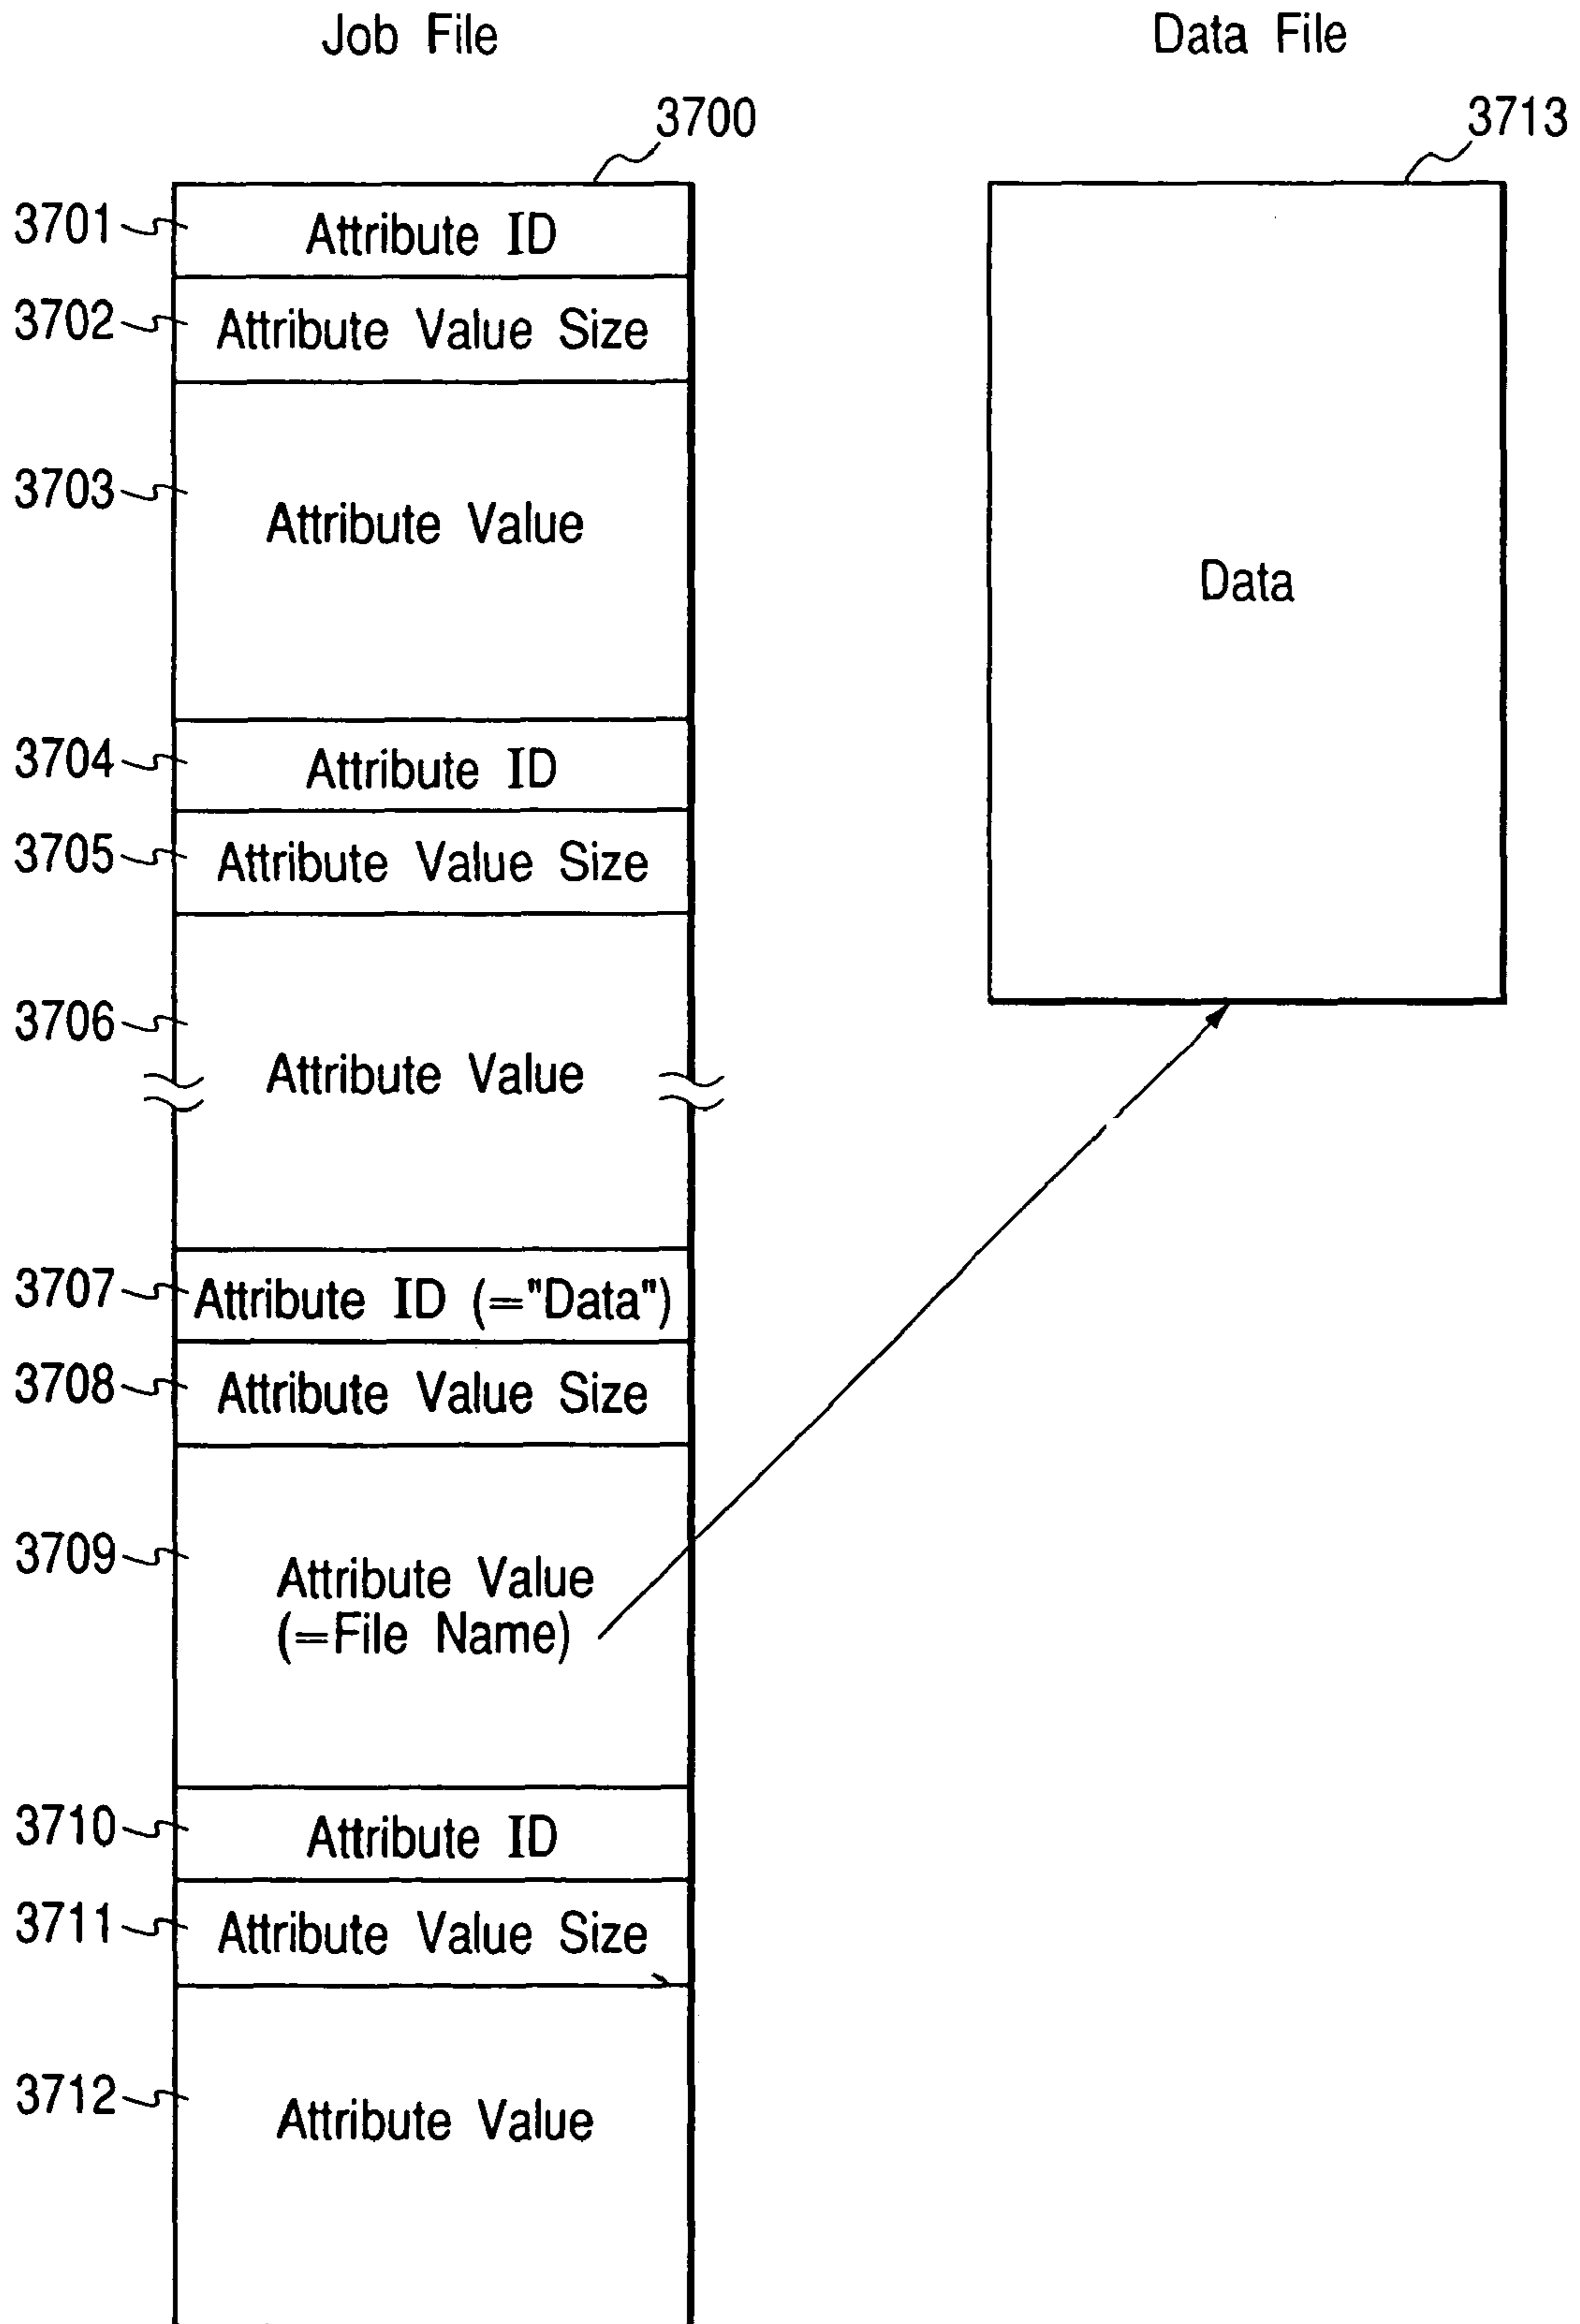 Job File
3700
3701
Attribute ID
3702
Attribute Value Size
3703
Attribute Value
3704
Attribute ID
3705
Attribute Value Size
3706
Attribute Value
3707
Attribute ID (="Data")
3708
Attribute Value Size
3709
Attribute Value
(=File Name)
3710
Attribute ID
3711
Attribute Value Size
3712
Attribute Value
Data File
3713
Data